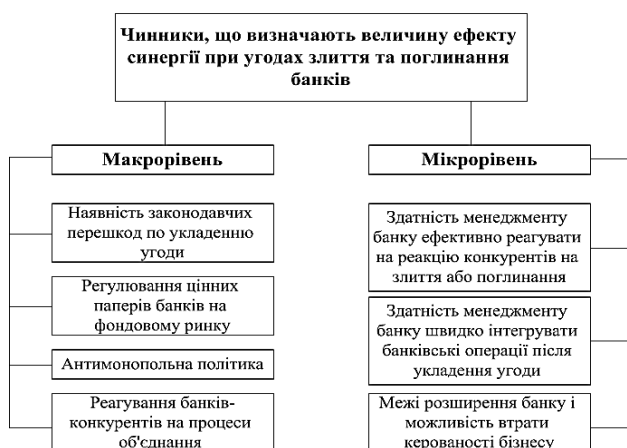 Чинники, що визначають величину ефекту
синергії при угодах злиття та поглинання
банків
Макрорівень
Наявність законодавчих
перешкод по укладенню
угоди
Регулювання цінних
паперів банків на
фондовому ринку
Антимонопольна політика
Реагування банків-
конкурентів на процеси
об'єднання
Мікрорівень
Здатність менеджменту
банку ефективно реагувати
на реакцію конкурентів на
злиття або поглинання
Здатність менеджменту
банку швидко інтегрувати
банківські операції після
укладення угоди
Межі розширення банку і
можливість втрати
керованості бізнесу